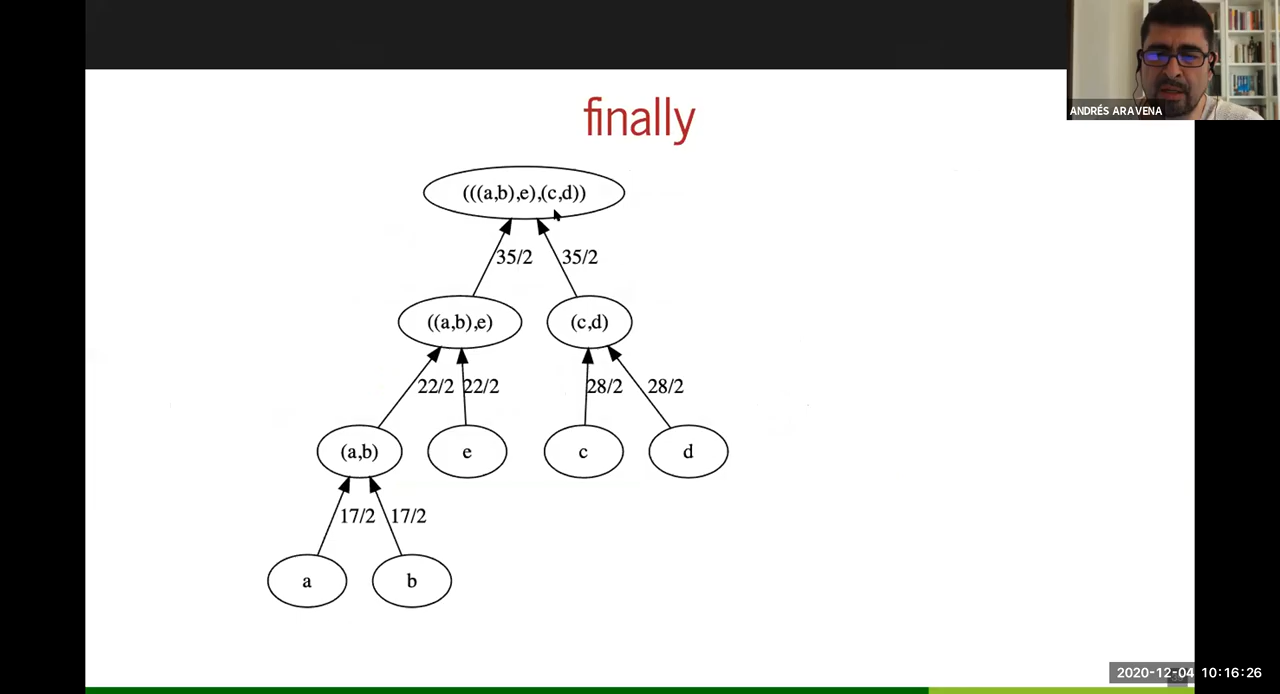 ANDRÉS ARAVENA
finally
(((a,b),e),(c,d))
35/2 35/2
((a,b),e) (c,d)
22/2 22/2 28/2 28/2
(a,b) e c d
17/2 17/2
a b
2020-12-04 10:16:26